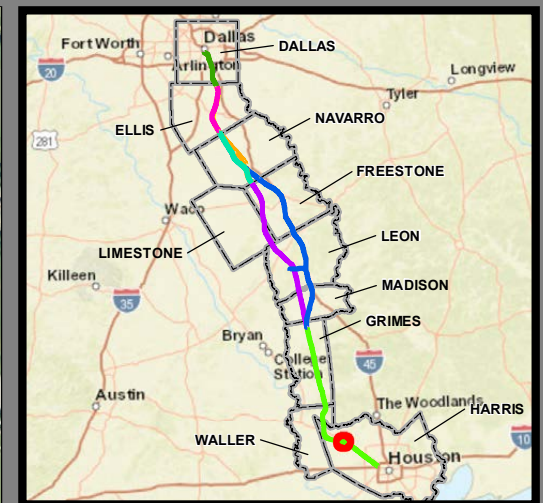 Dallas
Fort Worth
DALLAS
Arlington
20
Longview
Tyler
NAVARRO
ELLIS
281
FREESTONE
Waco
LEON
LIMESTONE
Killeen
MADISON
35
GRIMES
Bryan
College
Station
45
Austin
The Woodlands
HARRIS
WALLER
10
Houston